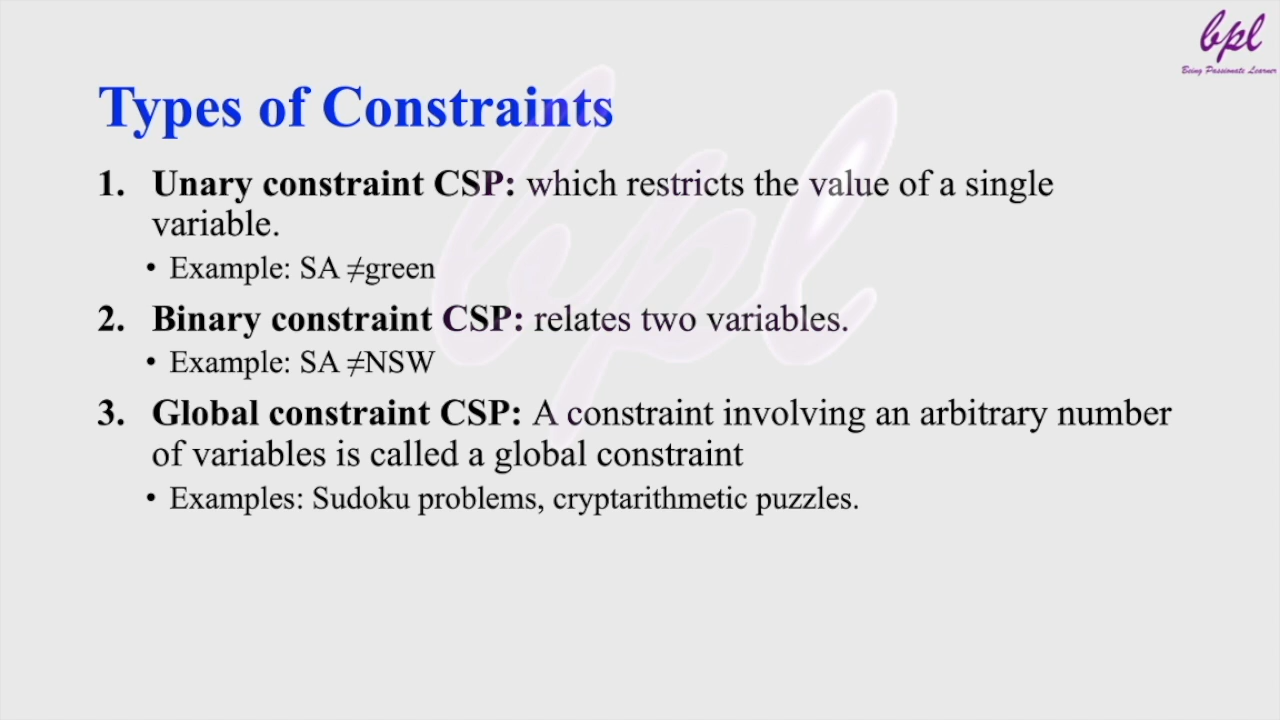 bpl
Being Passionate Learner
Types of Constraints
1. Unary constraint CSP: which restricts the value of a single
variable.
• Example: SA ≠green
2. Binary constraint CSP: relates two variables.
• Example: SA ≠NSW
3. Global constraint CSP: A constraint involving an arbitrary number
of variables is called a global constraint
• Examples: Sudoku problems, cryptarithmetic puzzles.
bpl